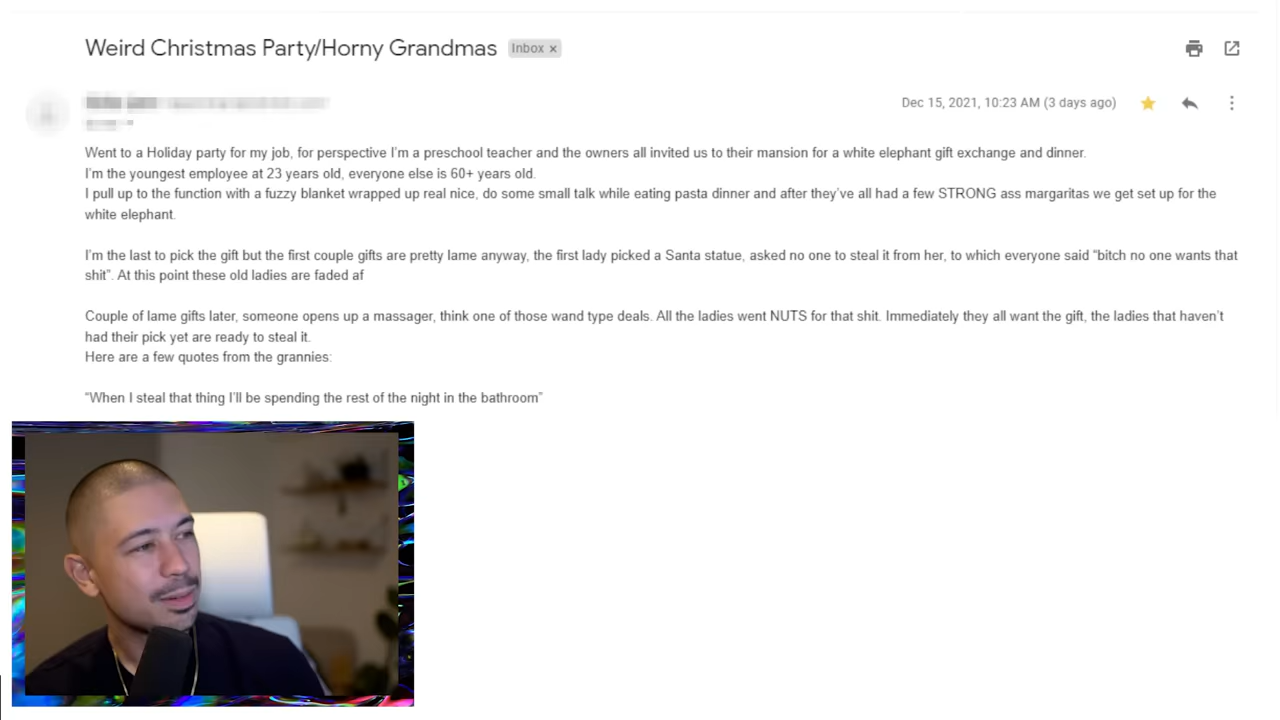 Weird Christmas Party/Horny Grandmas Inbox ×
Dec 15, 2021, 10:23 AM (3 days ago)
Went to a Holiday party for my job, for perspective I'm a preschool teacher and the owners all invited us to their mansion for a white elephant gift exchange and dinner.
I'm the youngest employee at 23 years old, everyone else is 60+ years old.
I pull up to the function with a fuzzy blanket wrapped up real nice, do some small talk while eating pasta dinner and after they've all had a few STRONG ass margaritas we get set up for the
white elephant.
I'm the last to pick the gift but the first couple gifts are pretty lame anyway, the first lady picked a Santa statue, asked no one to steal it from her, to which everyone said “bitch no one wants that
shit”. At this point these old ladies are faded af
Couple of lame gifts later, someone opens up a massager, think one of those wand type deals. All the ladies went NUTS for that shit. Immediately they all want the gift, the ladies that haven't
had their pick yet are ready to steal it.
Here are a few quotes from the grannies:
“When I steal that thing I'll be spending the rest of the night in the bathroom”